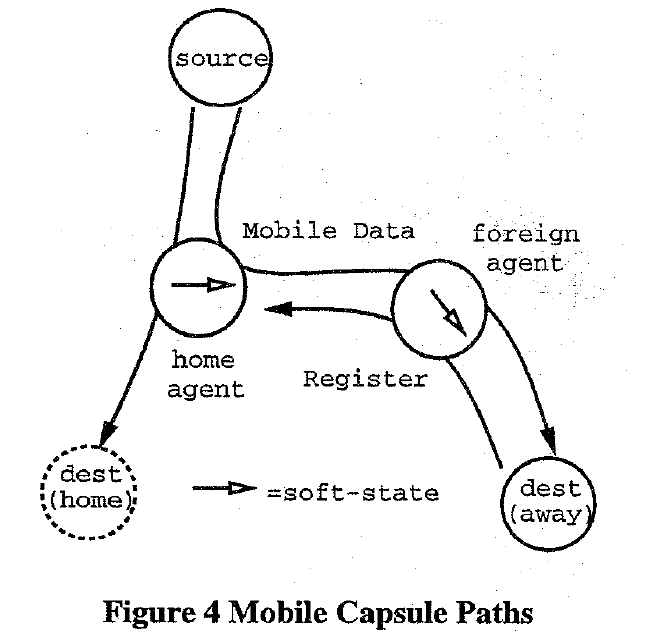 source
Mobile Data
foreign
agent
home
agent
Register
dest
(home)
=soft-state
dest
(away)
Figure 4 Mobile Capsule Paths